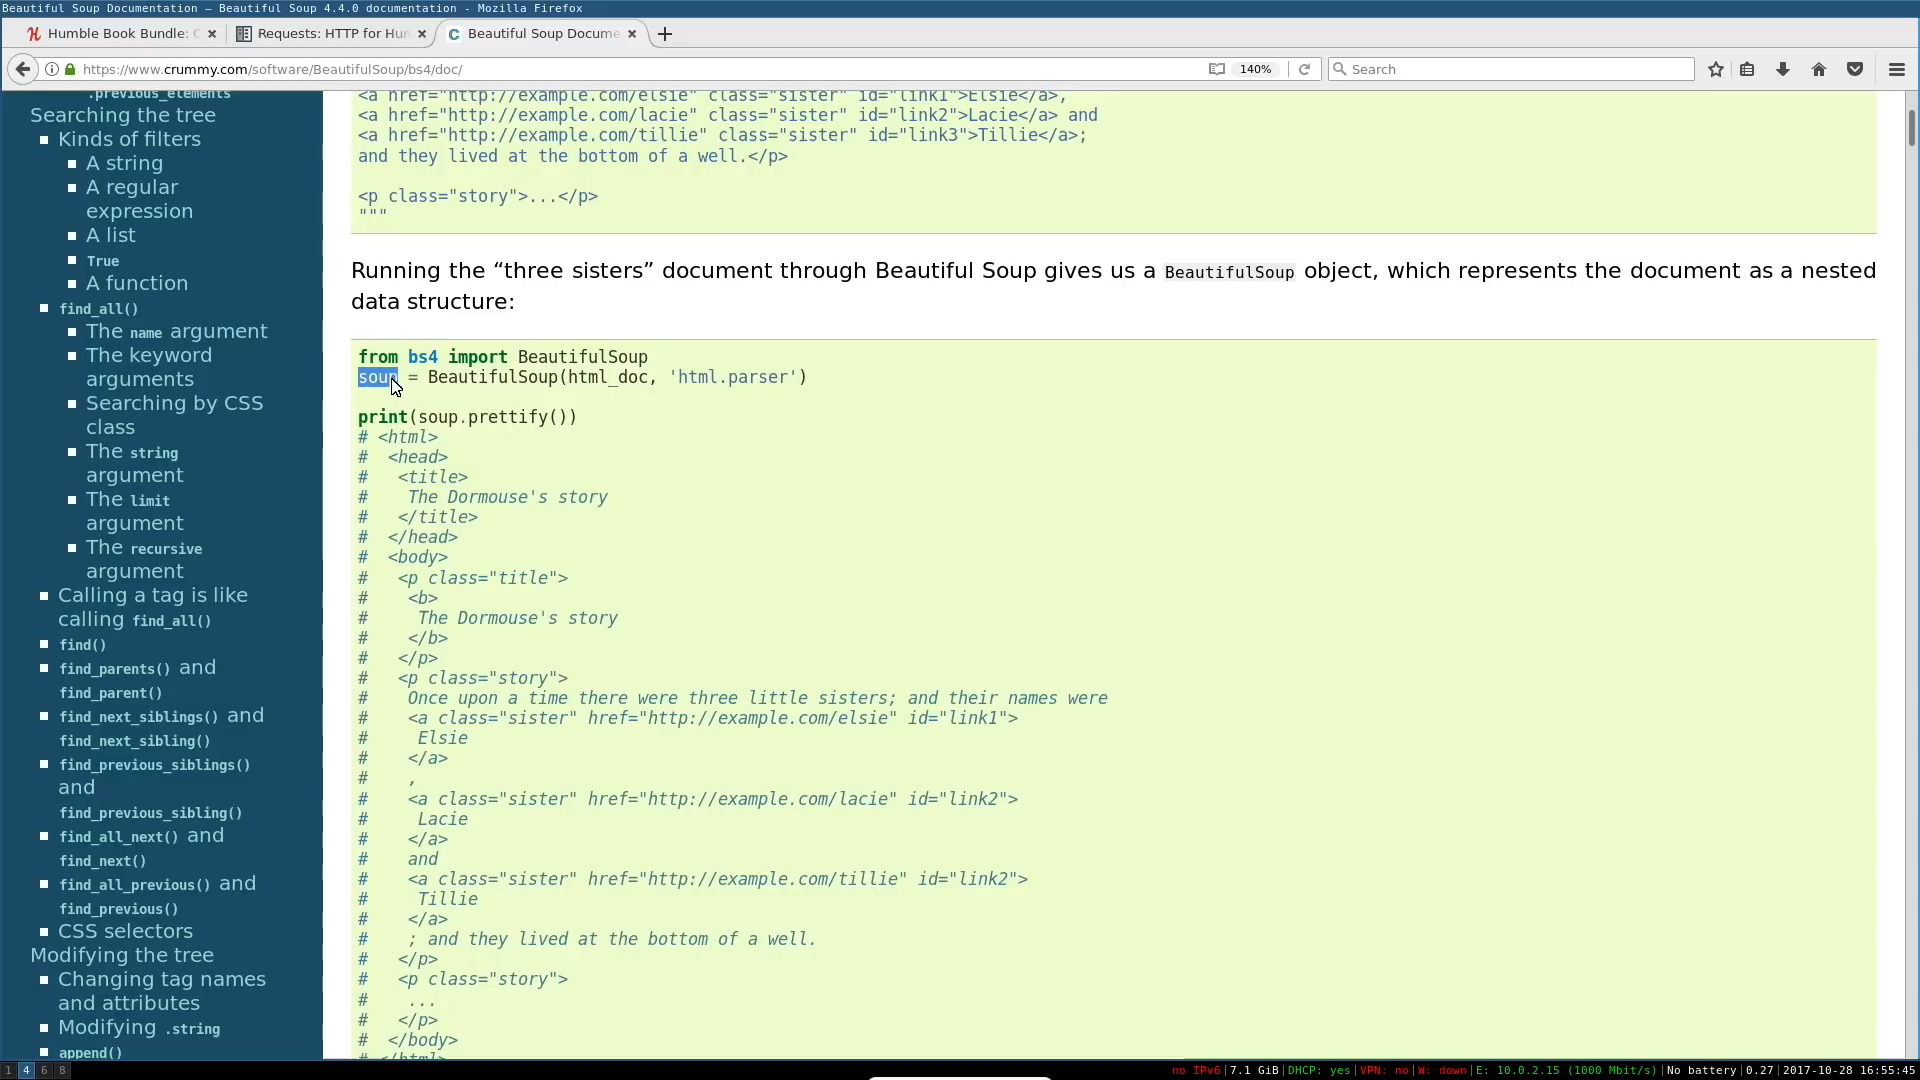 Beautiful Soup Documentation — Beautiful Soup 4.4.0 documentation - Mozilla Firefox
Humble Book Bundle: C
Requests: HTTP for Hum
Beautiful Soup Docume
https://www.crummy.com/software/BeautifulSoup/bs4/doc/
140%
Search
.previous_elements
Searching the tree
Kinds of filters
A string
A regular
expression
A list
True
A function
find_all()
The name argument
The keyword
arguments
Searching by CSS
class
The string
argument
The limit
argument
The recursive
argument
Calling a tag is like
calling find_all()
find()
find_parents() and
find_parent()
find_next_siblings() and
find_next_sibling()
find_previous_siblings()
and
find_previous_sibling()
find_all_next() and
find_next()
find_all_previous() and
find_previous()
CSS selectors
Modifying the tree
Changing tag names
and attributes
Modifying .string
append()
<a href="http://example.com/elsie" class="sister" id="link1">Elsie</a>,
<a href="http://example.com/lacie" class="sister" id="link2">Lacie</a> and
<a href="http://example.com/tillie" class="sister" id="link3">Tillie</a>;
and they lived at the bottom of a well.</p>
<p class="story">...</p>
"""
Running the “three sisters” document through Beautiful Soup gives us a BeautifulSoup object, which represents the document as a nested
data structure:
from bs4 import BeautifulSoup
soup = BeautifulSoup(html_doc, 'html.parser')
print(soup.prettify())
# <html>
#  <head>
#   <title>
#    The Dormouse's story
#   </title>
#  </head>
#  <body>
#   <p class="title">
#    <b>
#     The Dormouse's story
#    </b>
#   </p>
#   <p class="story">
#    Once upon a time there were three little sisters; and their names were
#    <a class="sister" href="http://example.com/elsie" id="link1">
#     Elsie
#    </a>
#    ,
#    <a class="sister" href="http://example.com/lacie" id="link2">
#     Lacie
#    </a>
#    and
#    <a class="sister" href="http://example.com/tillie" id="link2">
#     Tillie
#    </a>
#    ; and they lived at the bottom of a well.
#   </p>
#   <p class="story">
#    ...
#   </p>
#  </body>
# </html>
1 4 6 8
no IPv6|7.1 GiB|DHCP: yes|VPN: no|W: down|E: 10.0.2.15 (1000 Mbit/s)|No battery|0.27|2017-10-28 16:55:45